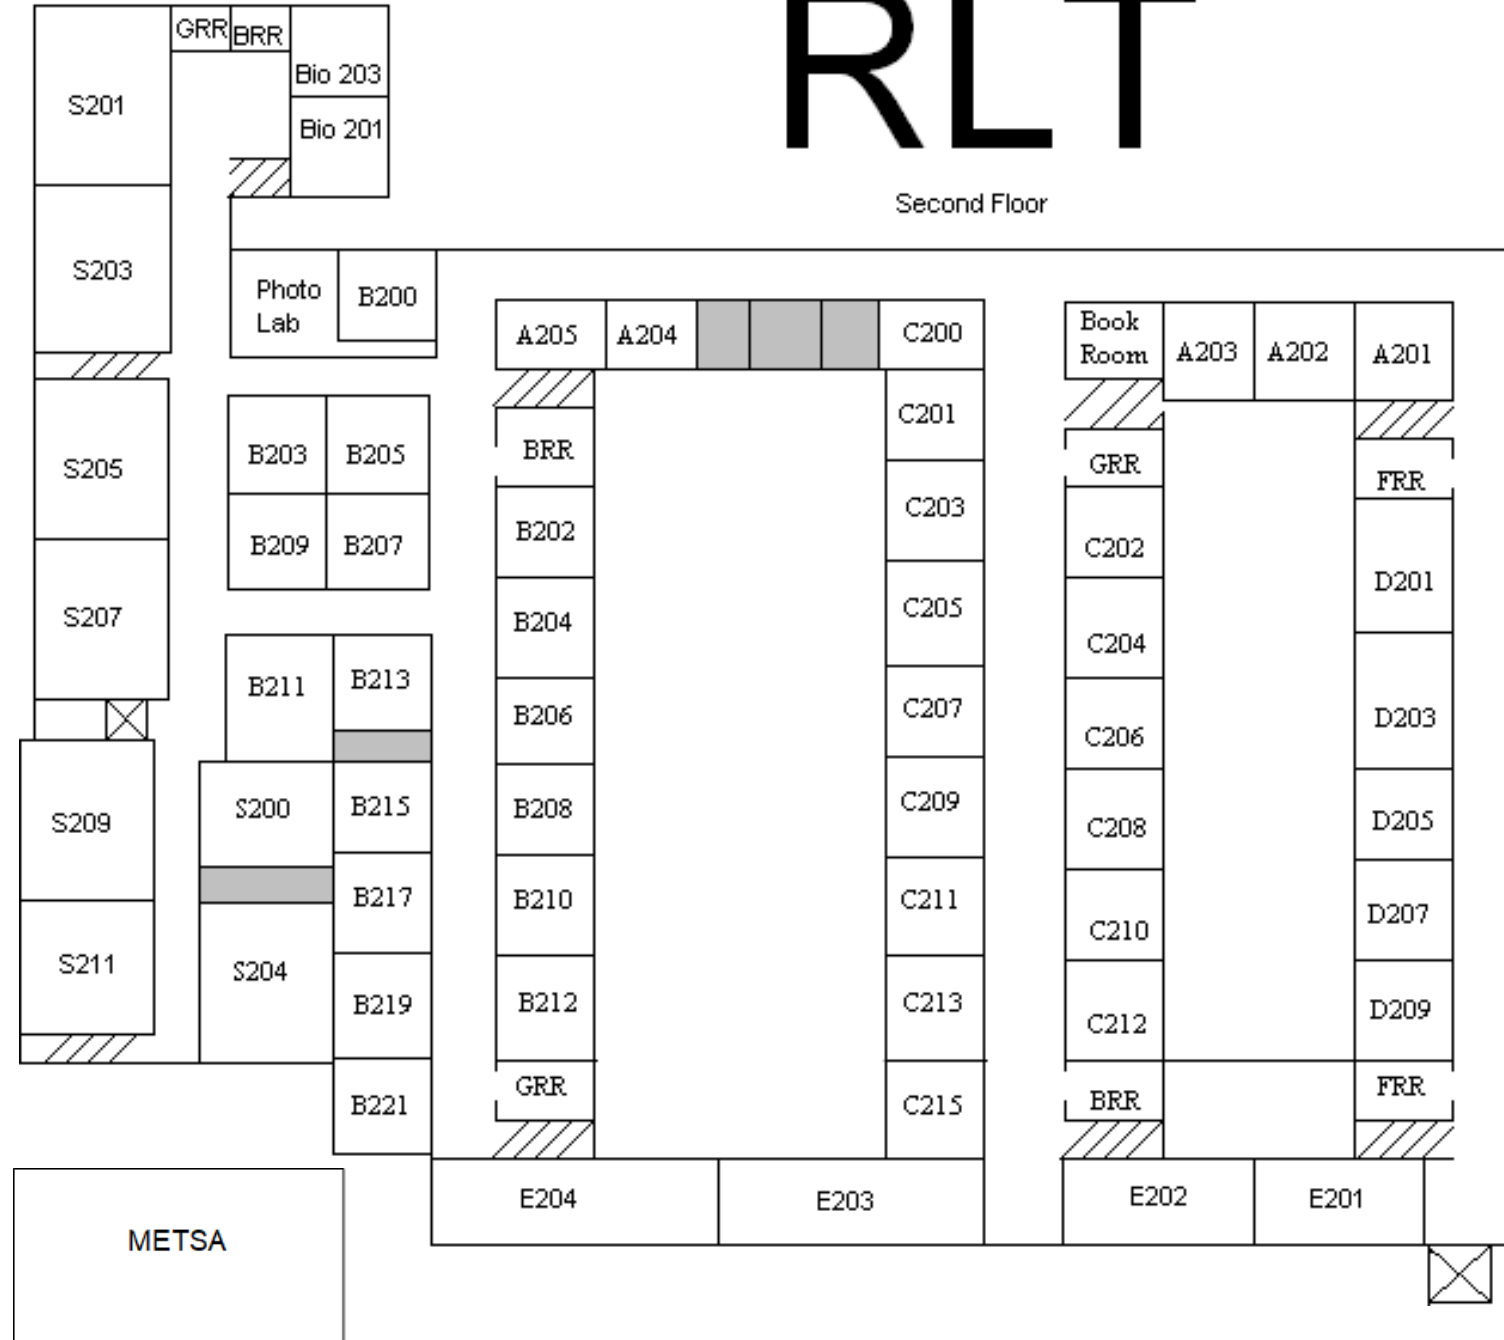 RLT
Second Floor
GRR
BRR
Bio 203
Bio 201
S201
S203
S205
S207
S209
S211
Photo
Lab
B200
B203
B205
B209
B207
B211
B213
S200
B215
B217
S204
B219
B221
METSA
A205
A204
C200
BRR
B202
B204
B206
B208
B210
B212
GRR
C201
C203
C205
C207
C209
C211
C213
C215
E204
E203
Book
Room
A203
A202
A201
GRR
C202
C204
C206
C208
C210
C212
BRR
FRR
D201
D203
D205
D207
D209
FRR
E202
E201